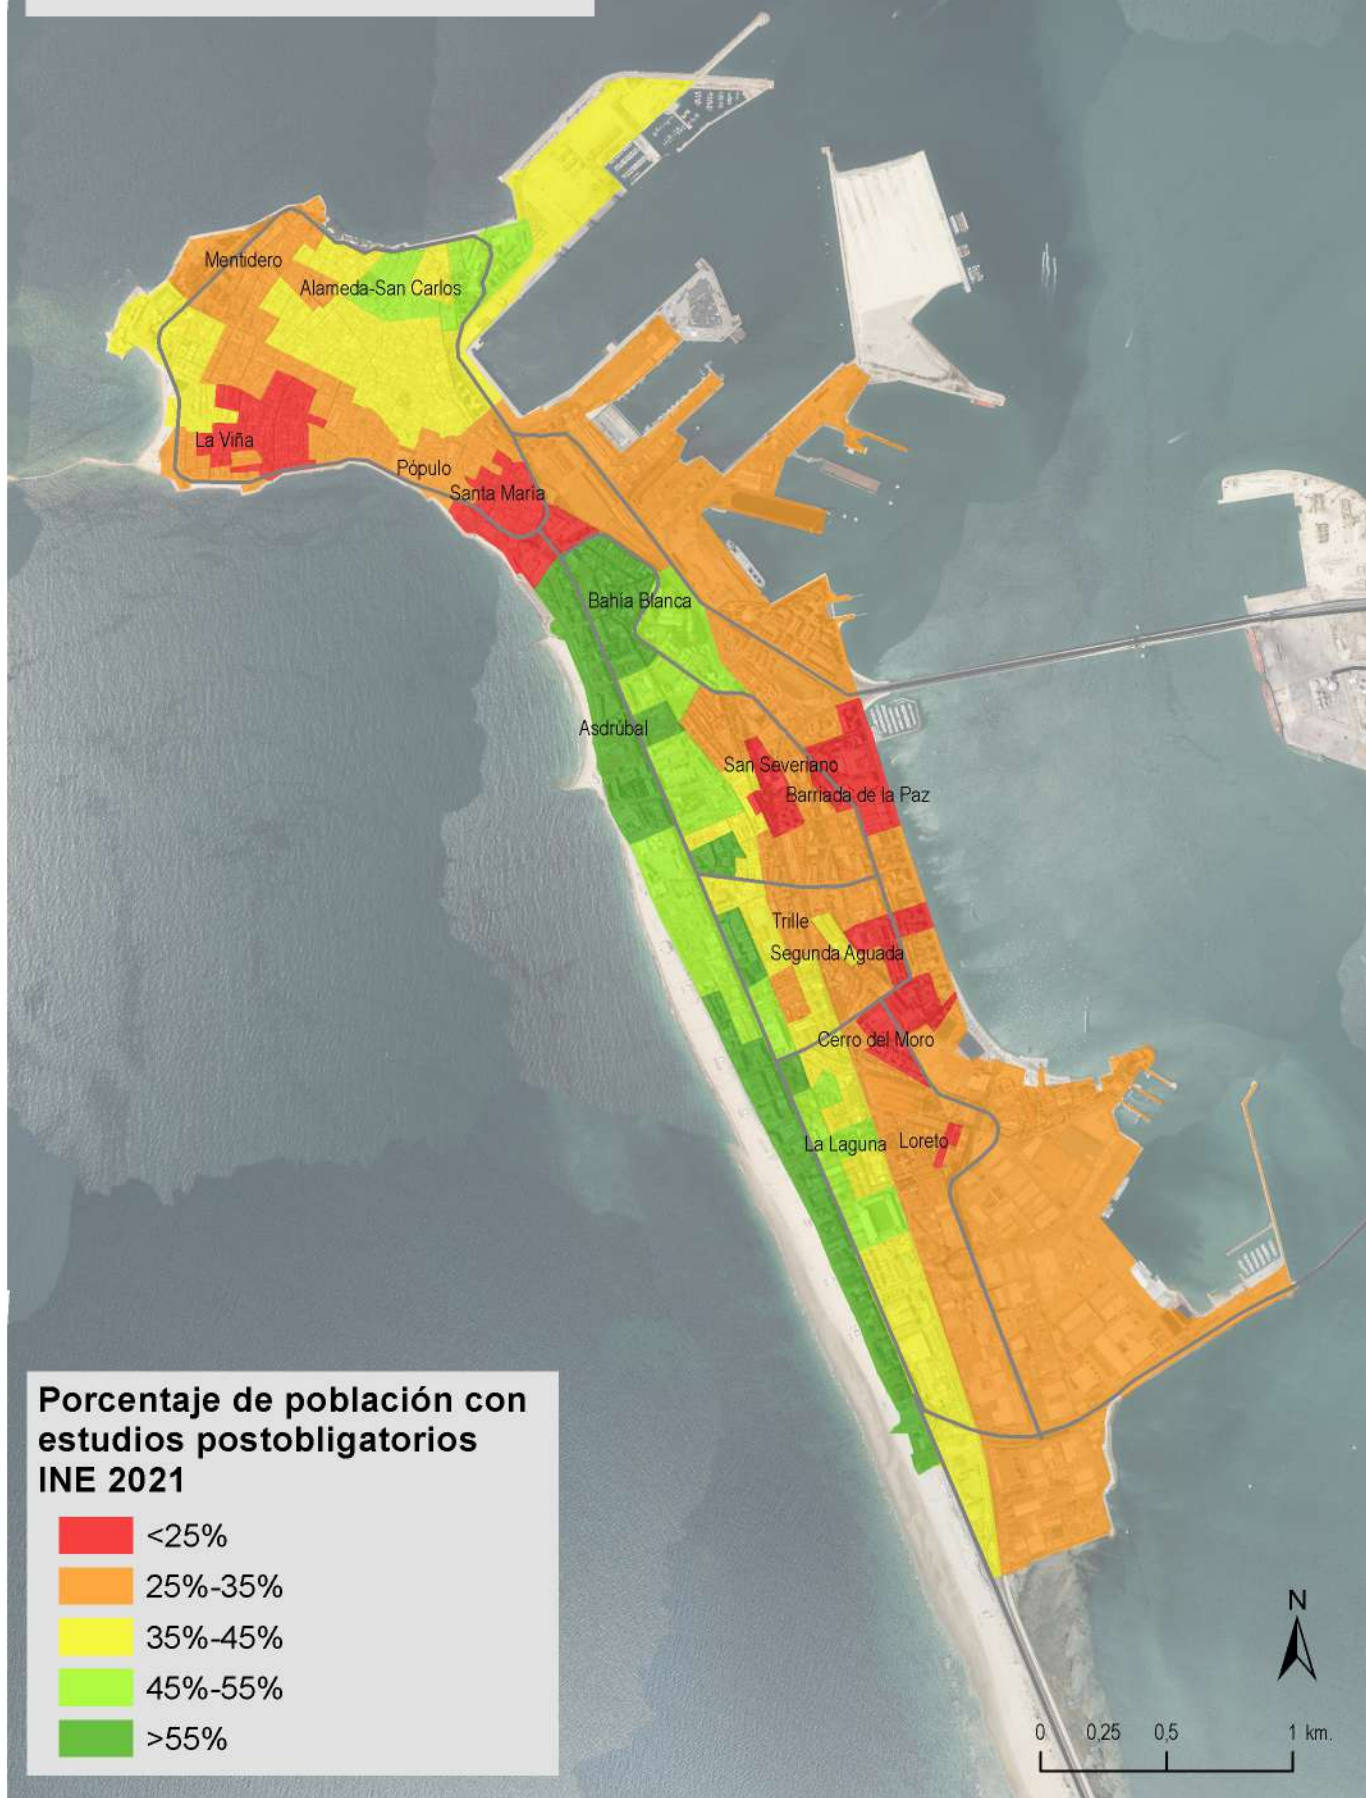 Mentidero
Alameda-San Carlos
La Viña
Pópulo
Santa María
Bahía Blanca
Asdrúbal
San Severiano
Barriada de la Paz
Trille
Segunda Aguada
Cerro del Moro
La Laguna
Loreto
Porcentaje de población con
estudios postobligatorios
INE 2021
<25%
25%-35%
35%-45%
45%-55%
>55%
N
0 0,25 0,5 1 km.